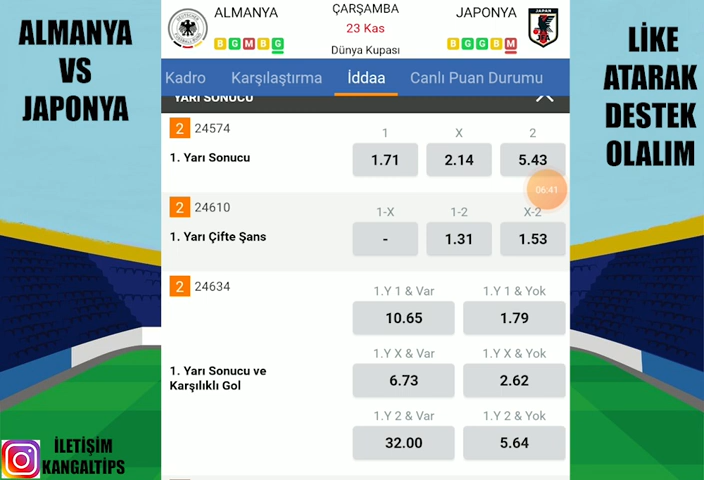 ALMANYA
VS
JAPONYA
ALMANYA
B G M B G
ÇARŞAMBA
23 Kas
Dünya Kupası
JAPONYA
B G G B M
JAPAN
JFA
LİKE
ATARAK
DESTEK
OLALIM
Kadro Karşılaştırma İddaa Canlı Puan Durumu
YARI SONUCU
2 24574
1 X 2
1. Yarı Sonucu
1.71 2.14 5.43
06:41
2 24610
1-X 1-2 X-2
1. Yarı Çifte Şans
- 1.31 1.53
2 24634
1.Y 1 & Var 1.Y 1 & Yok
10.65 1.79
1.Y X & Var 1.Y X & Yok
1. Yarı Sonucu ve
Karşılıklı Gol
6.73 2.62
1.Y 2 & Var 1.Y 2 & Yok
32.00 5.64
İLETİŞİM
KANGALTİPS